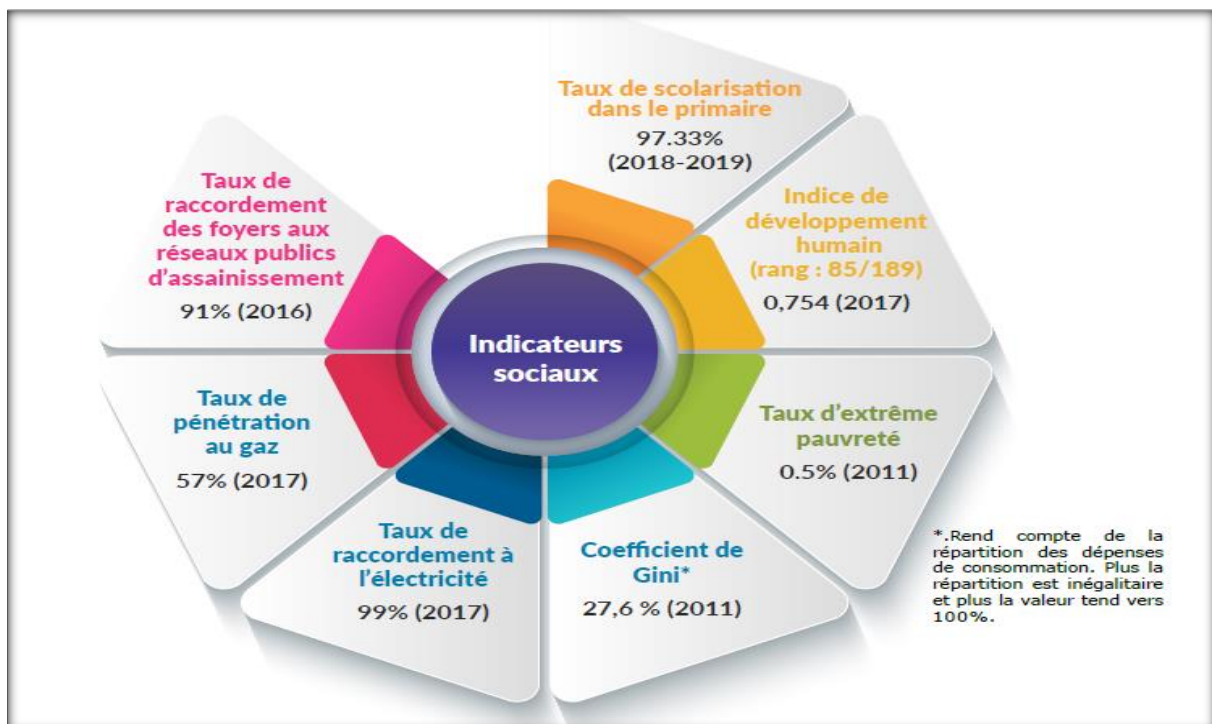 Taux de scolarisation
dans le primaire
97.33%
(2018-2019)
Indice de
développement
humain
(rang : 85/189)
0,754 (2017)
Taux d'extrême
pauvreté
0.5% (2011)
Coefficient de
Gini*
27,6 % (2011)
Taux de
raccordement à
l'électricité
99% (2017)
Taux de
pénétration
au gaz
57% (2017)
Taux de
raccordement
des foyers aux
réseaux publics
d'assainissement
91% (2016)
Indicateurs
sociaux
*.Rend compte de la
répartition des dépenses
de consommation. Plus la
répartition est inégalitaire
et plus la valeur tend vers
100%.